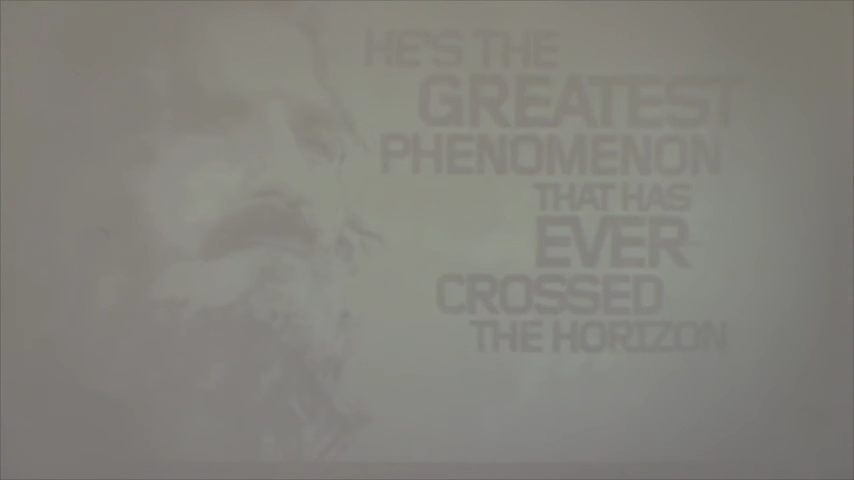 HE'S THE
GREATEST
PHENOMENON
THAT HAS
EVER
CROSSED
THE HORIZON